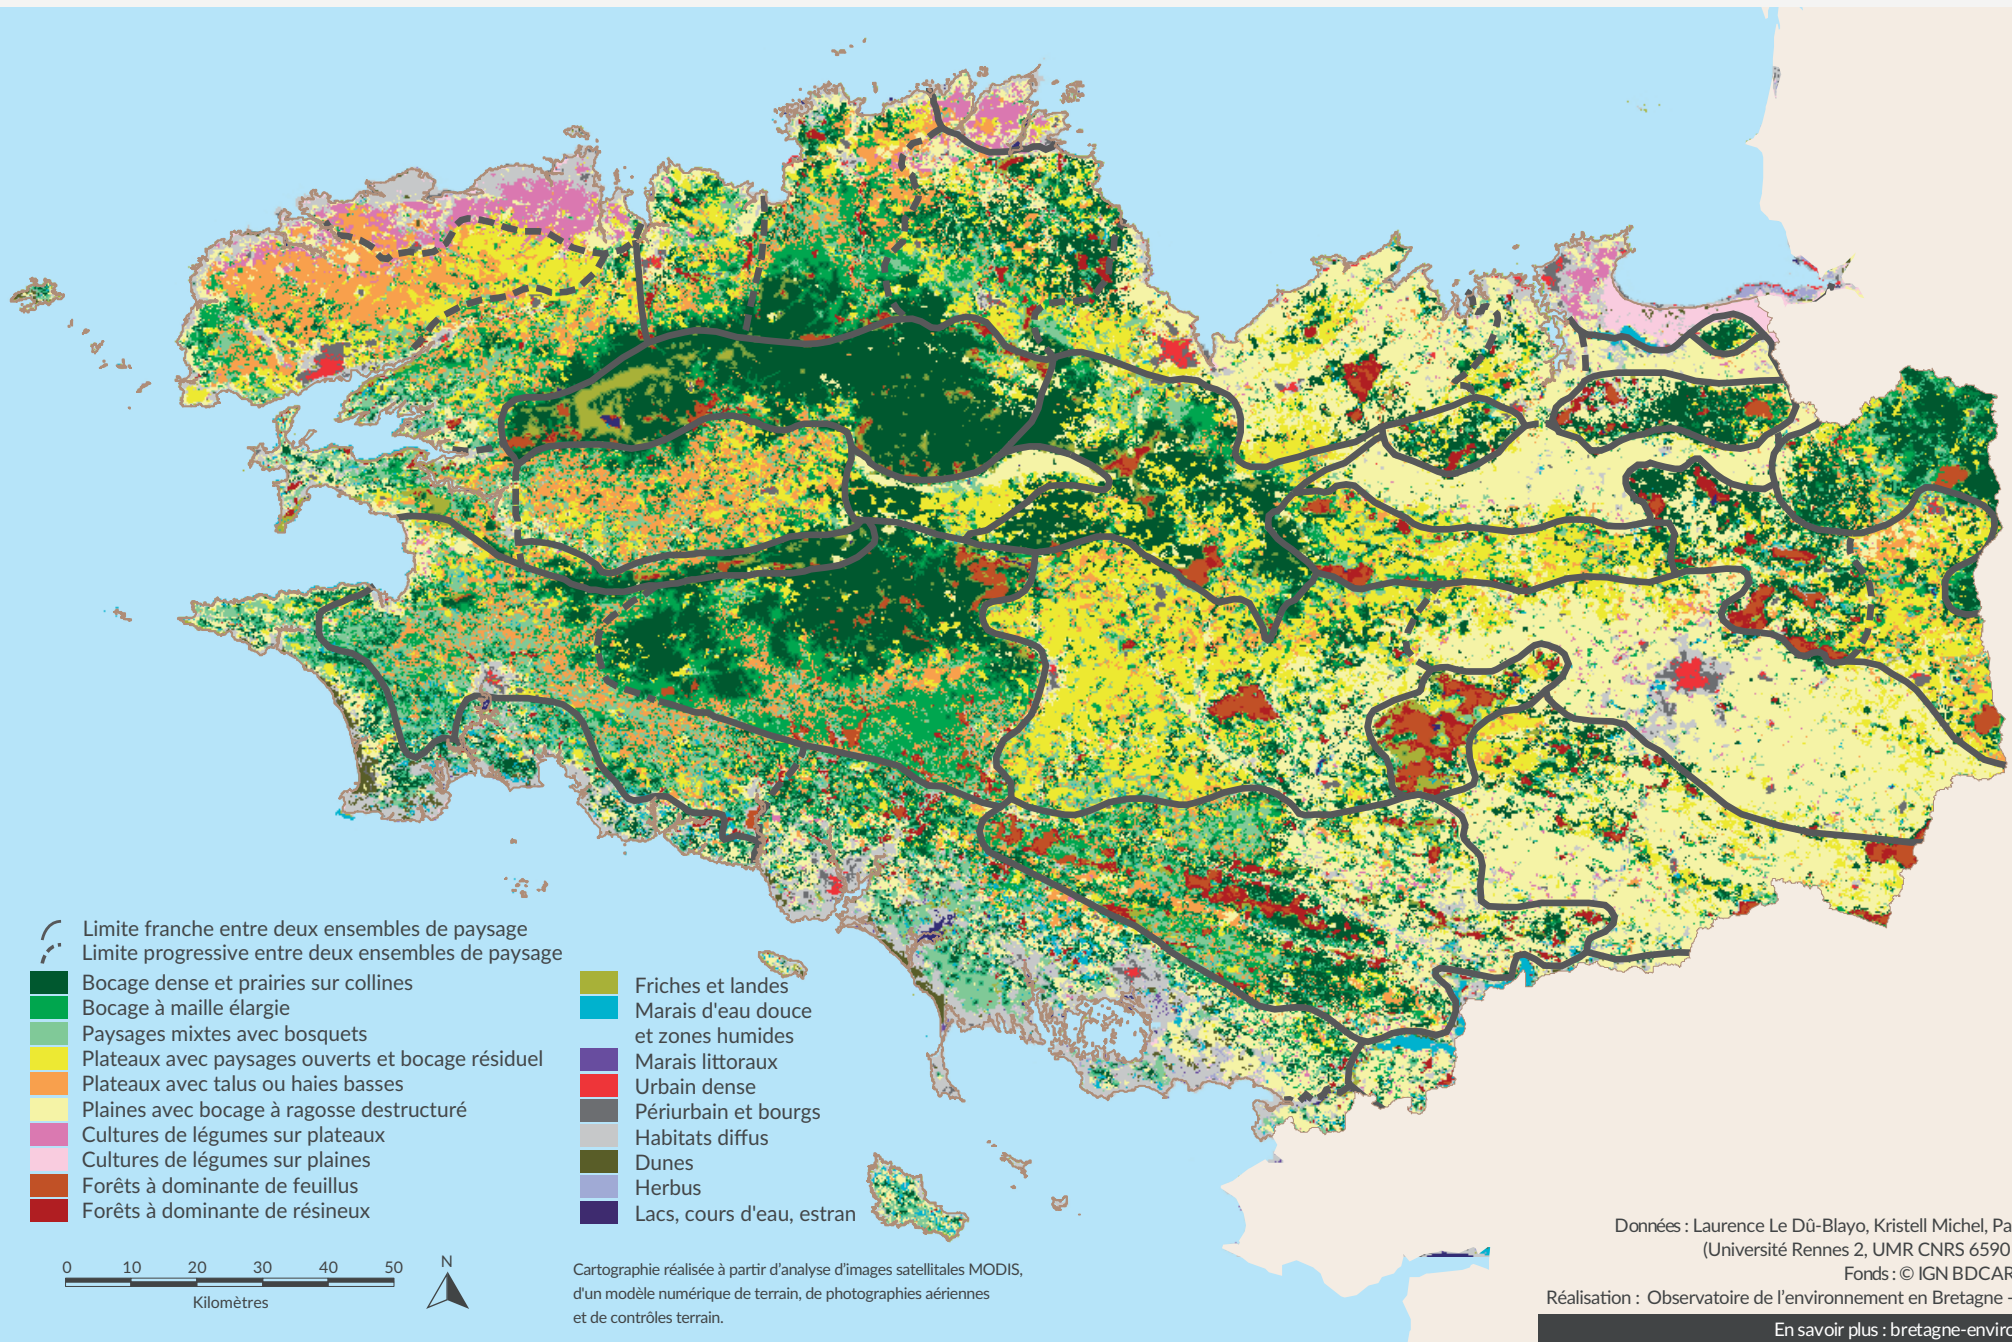 Limite franche entre deux ensembles de paysage
Limite progressive entre deux ensembles de paysage
Bocage dense et prairies sur collines
Bocage à maille élargie
Paysages mixtes avec bosquets
Plateaux avec paysages ouverts et bocage résiduel
Plateaux avec talus ou haies basses
Plaines avec bocage à ragosse destructuré
Cultures de légumes sur plateaux
Cultures de légumes sur plaines
Forêts à dominante de feuillus
Forêts à dominante de résineux
Friches et landes
Marais d'eau douce
et zones humides
Marais littoraux
Urbain dense
Périurbain et bourgs
Habitats diffus
Dunes
Herbus
Lacs, cours d'eau, estran
0 10 20 30 40 50
Kilomètres
N
Cartographie réalisée à partir d'analyse d'images satellitales MODIS,
d'un modèle numérique de terrain, de photographies aériennes
et de contrôles terrain.
Données : Laurence Le Dû-Blayo, Kristell Michel, Pa
(Université Rennes 2, UMR CNRS 6590
Fonds : © IGN BDCAR
Réalisation : Observatoire de l'environnement en Bretagne -
En savoir plus : bretagne-enviro